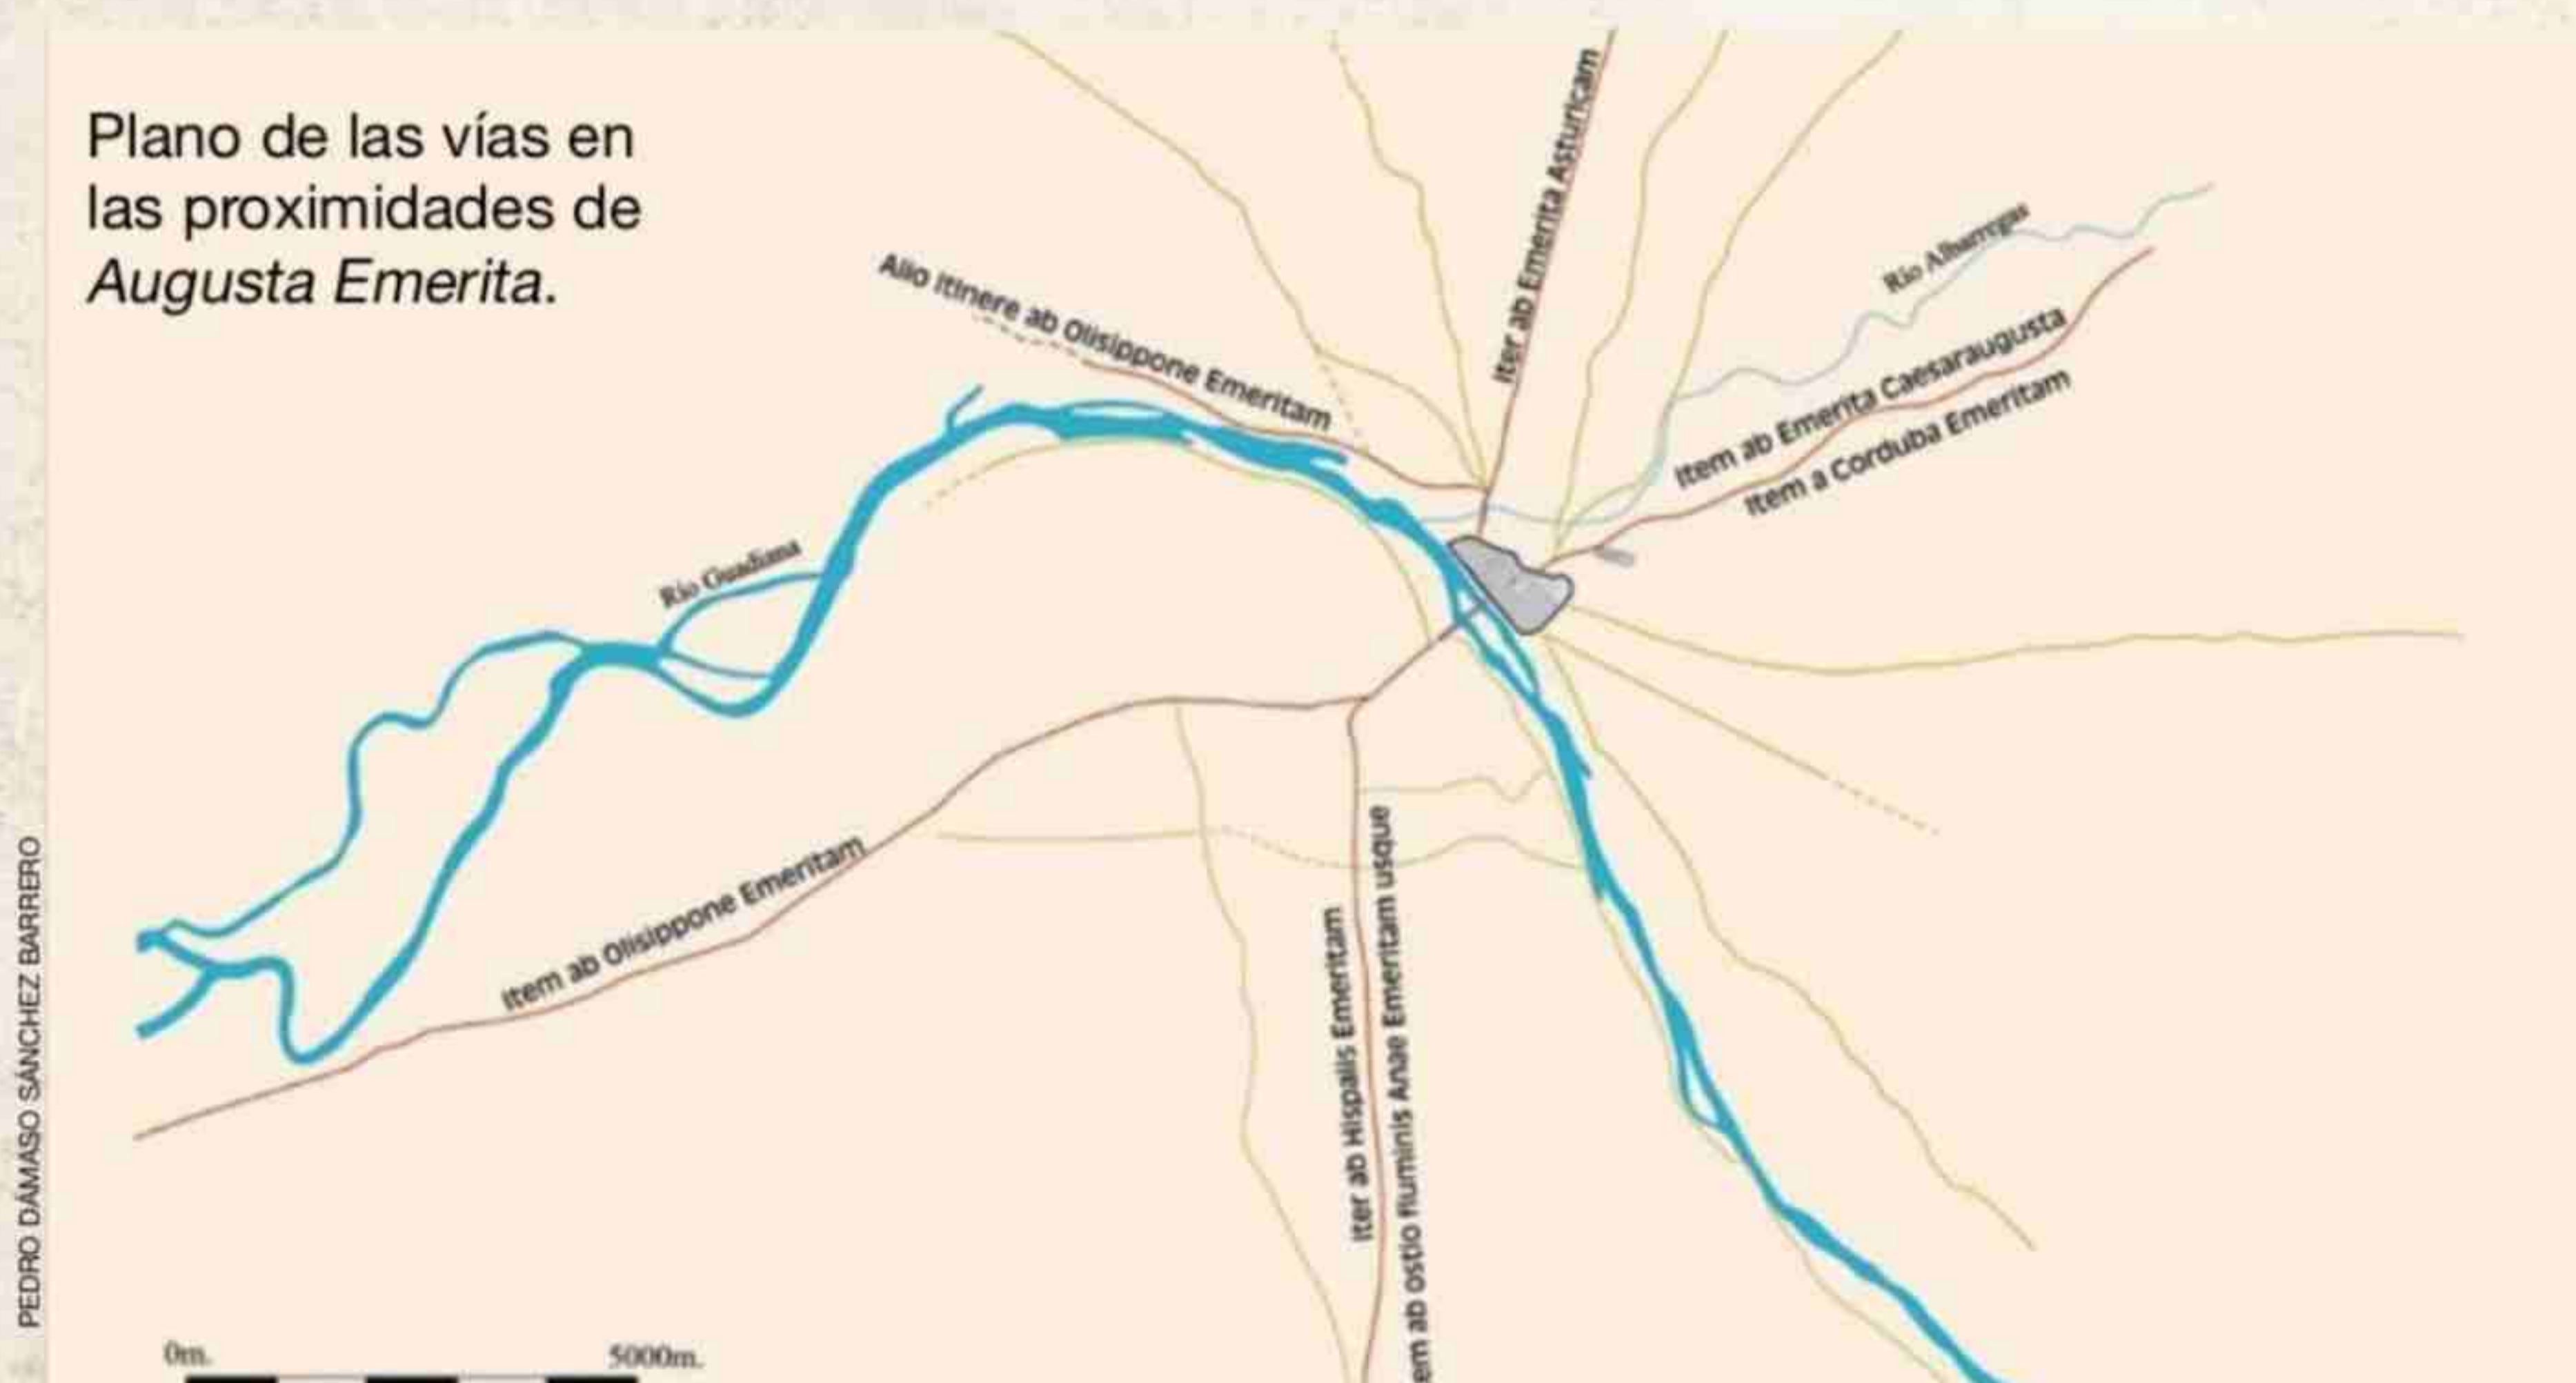 Plano de las vías en
las proximidades de
Augusta Emerita.
Alio Itinere ab Olisippone Emeritam
Iter ab Emerita Asturicam
Río Albarregas
Item ab Emerita Caesaraugusta
Item a Corduba Emeritam
Río Guadiana
Item ab Olisippone Emeritam
Iter ab Hispalis Emeritam
em ab ostio fluminis Anae Emeritam usque
0m. 5000m.
PEDRO DÁMASO SÁNCHEZ BARRERO